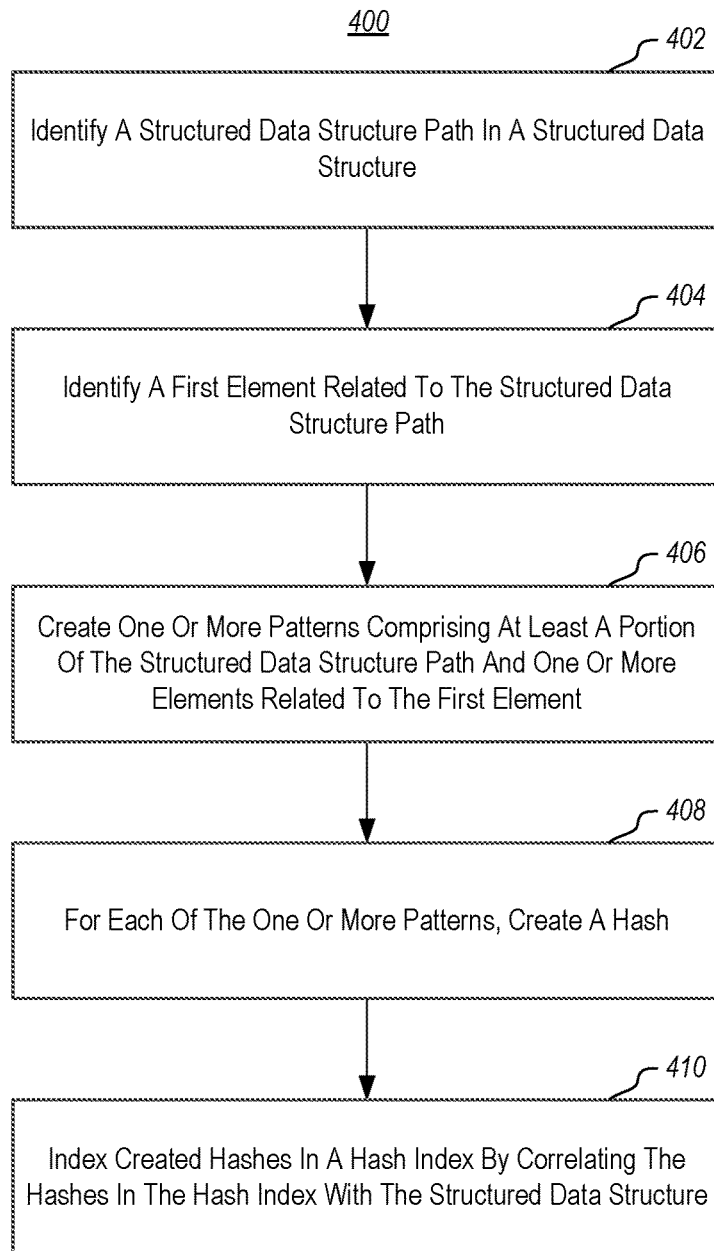 400
402
Identify A Structured Data Structure Path In A Structured Data
Structure
404
Identify A First Element Related To The Structured Data
Structure Path
406
Create One Or More Patterns Comprising At Least A Portion
Of The Structured Data Structure Path And One Or More
Elements Related To The First Element
408
For Each Of The One Or More Patterns, Create A Hash
410
Index Created Hashes In A Hash Index By Correlating The
Hashes In The Hash Index With The Structured Data Structure